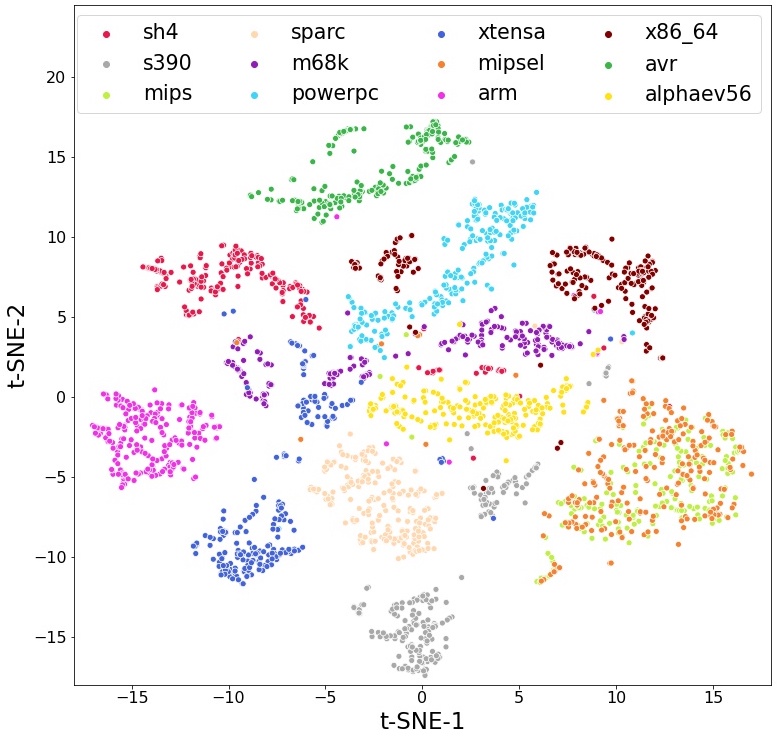 sh4 sparc xtensa x86_64
s390 m68k mipsel avr
mips powerpc arm alphaev56
20
15
10
5
0
−5
−10
−15
t-SNE-2
−15 −10 −5 0 5 10 15
t-SNE-1